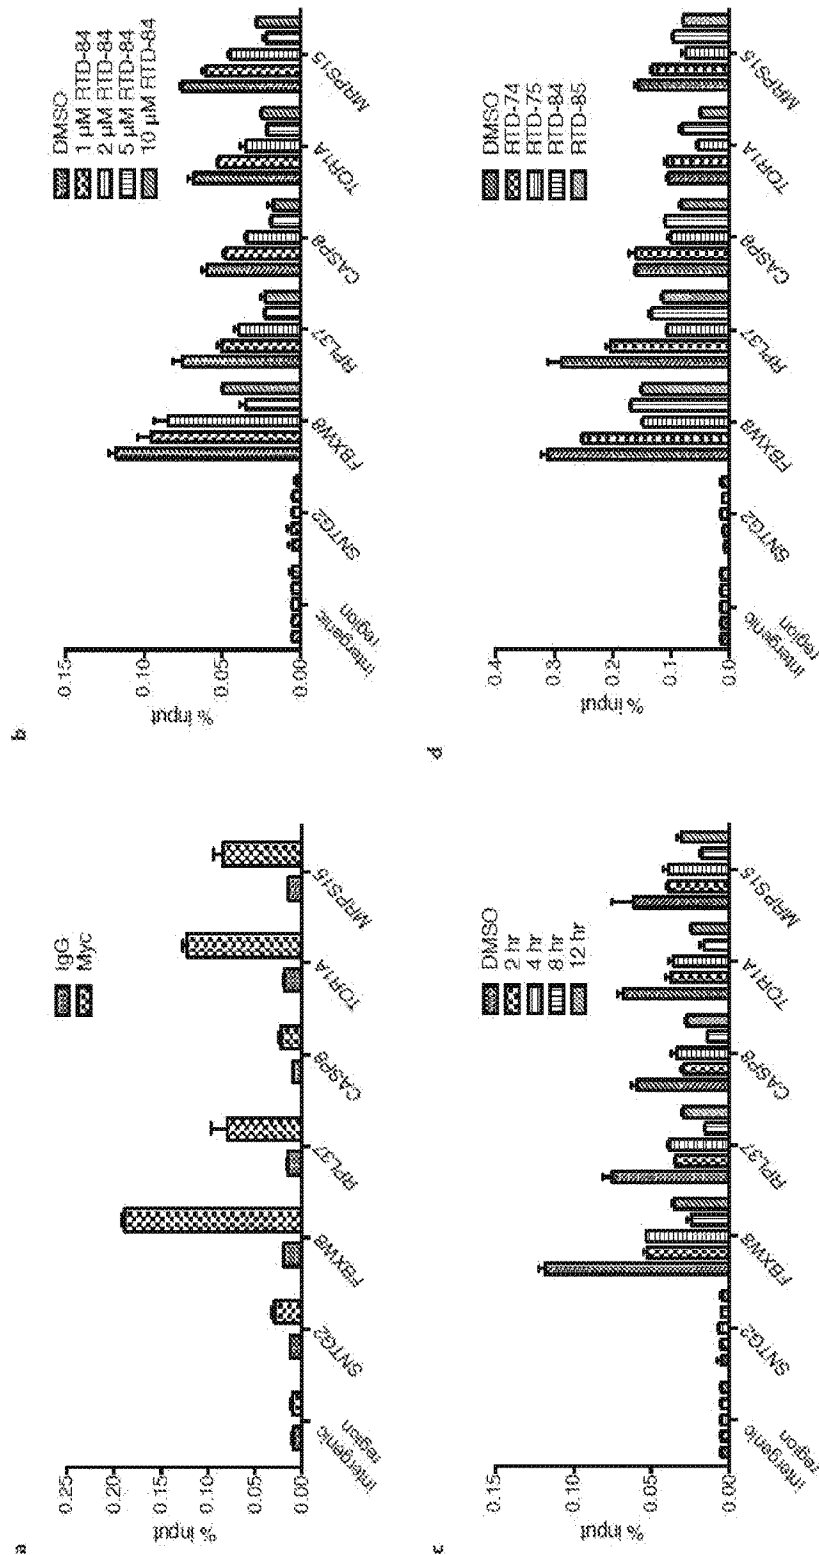 a
IgG
Myc
% input
0.25
0.20
0.15
0.10
0.05
0.00
intergenic
region
SNTG2
FBXW8
RPL37
CASP8
TOR1A
MRPS15
b
DMSO
1 µM RTD-84
2 µM RTD-84
5 µM RTD-84
10 µM RTD-84
% input
0.15
0.10
0.05
0.00
intergenic
region
SNTG2
FBXW8
RPL37
CASP8
TOR1A
MRPS15
c
DMSO
2 hr
4 hr
8 hr
12 hr
% input
0.15
0.10
0.05
0.00
intergenic
region
SNTG2
FBXW8
RPL37
CASP8
TOR1A
MRPS15
d
DMSO
RTD-74
RTD-75
RTD-84
RTD-85
% input
0.4
0.3
0.2
0.1
0.0
intergenic
region
SNTG2
FBXW8
RPL37
CASP8
TOR1A
MRPS15